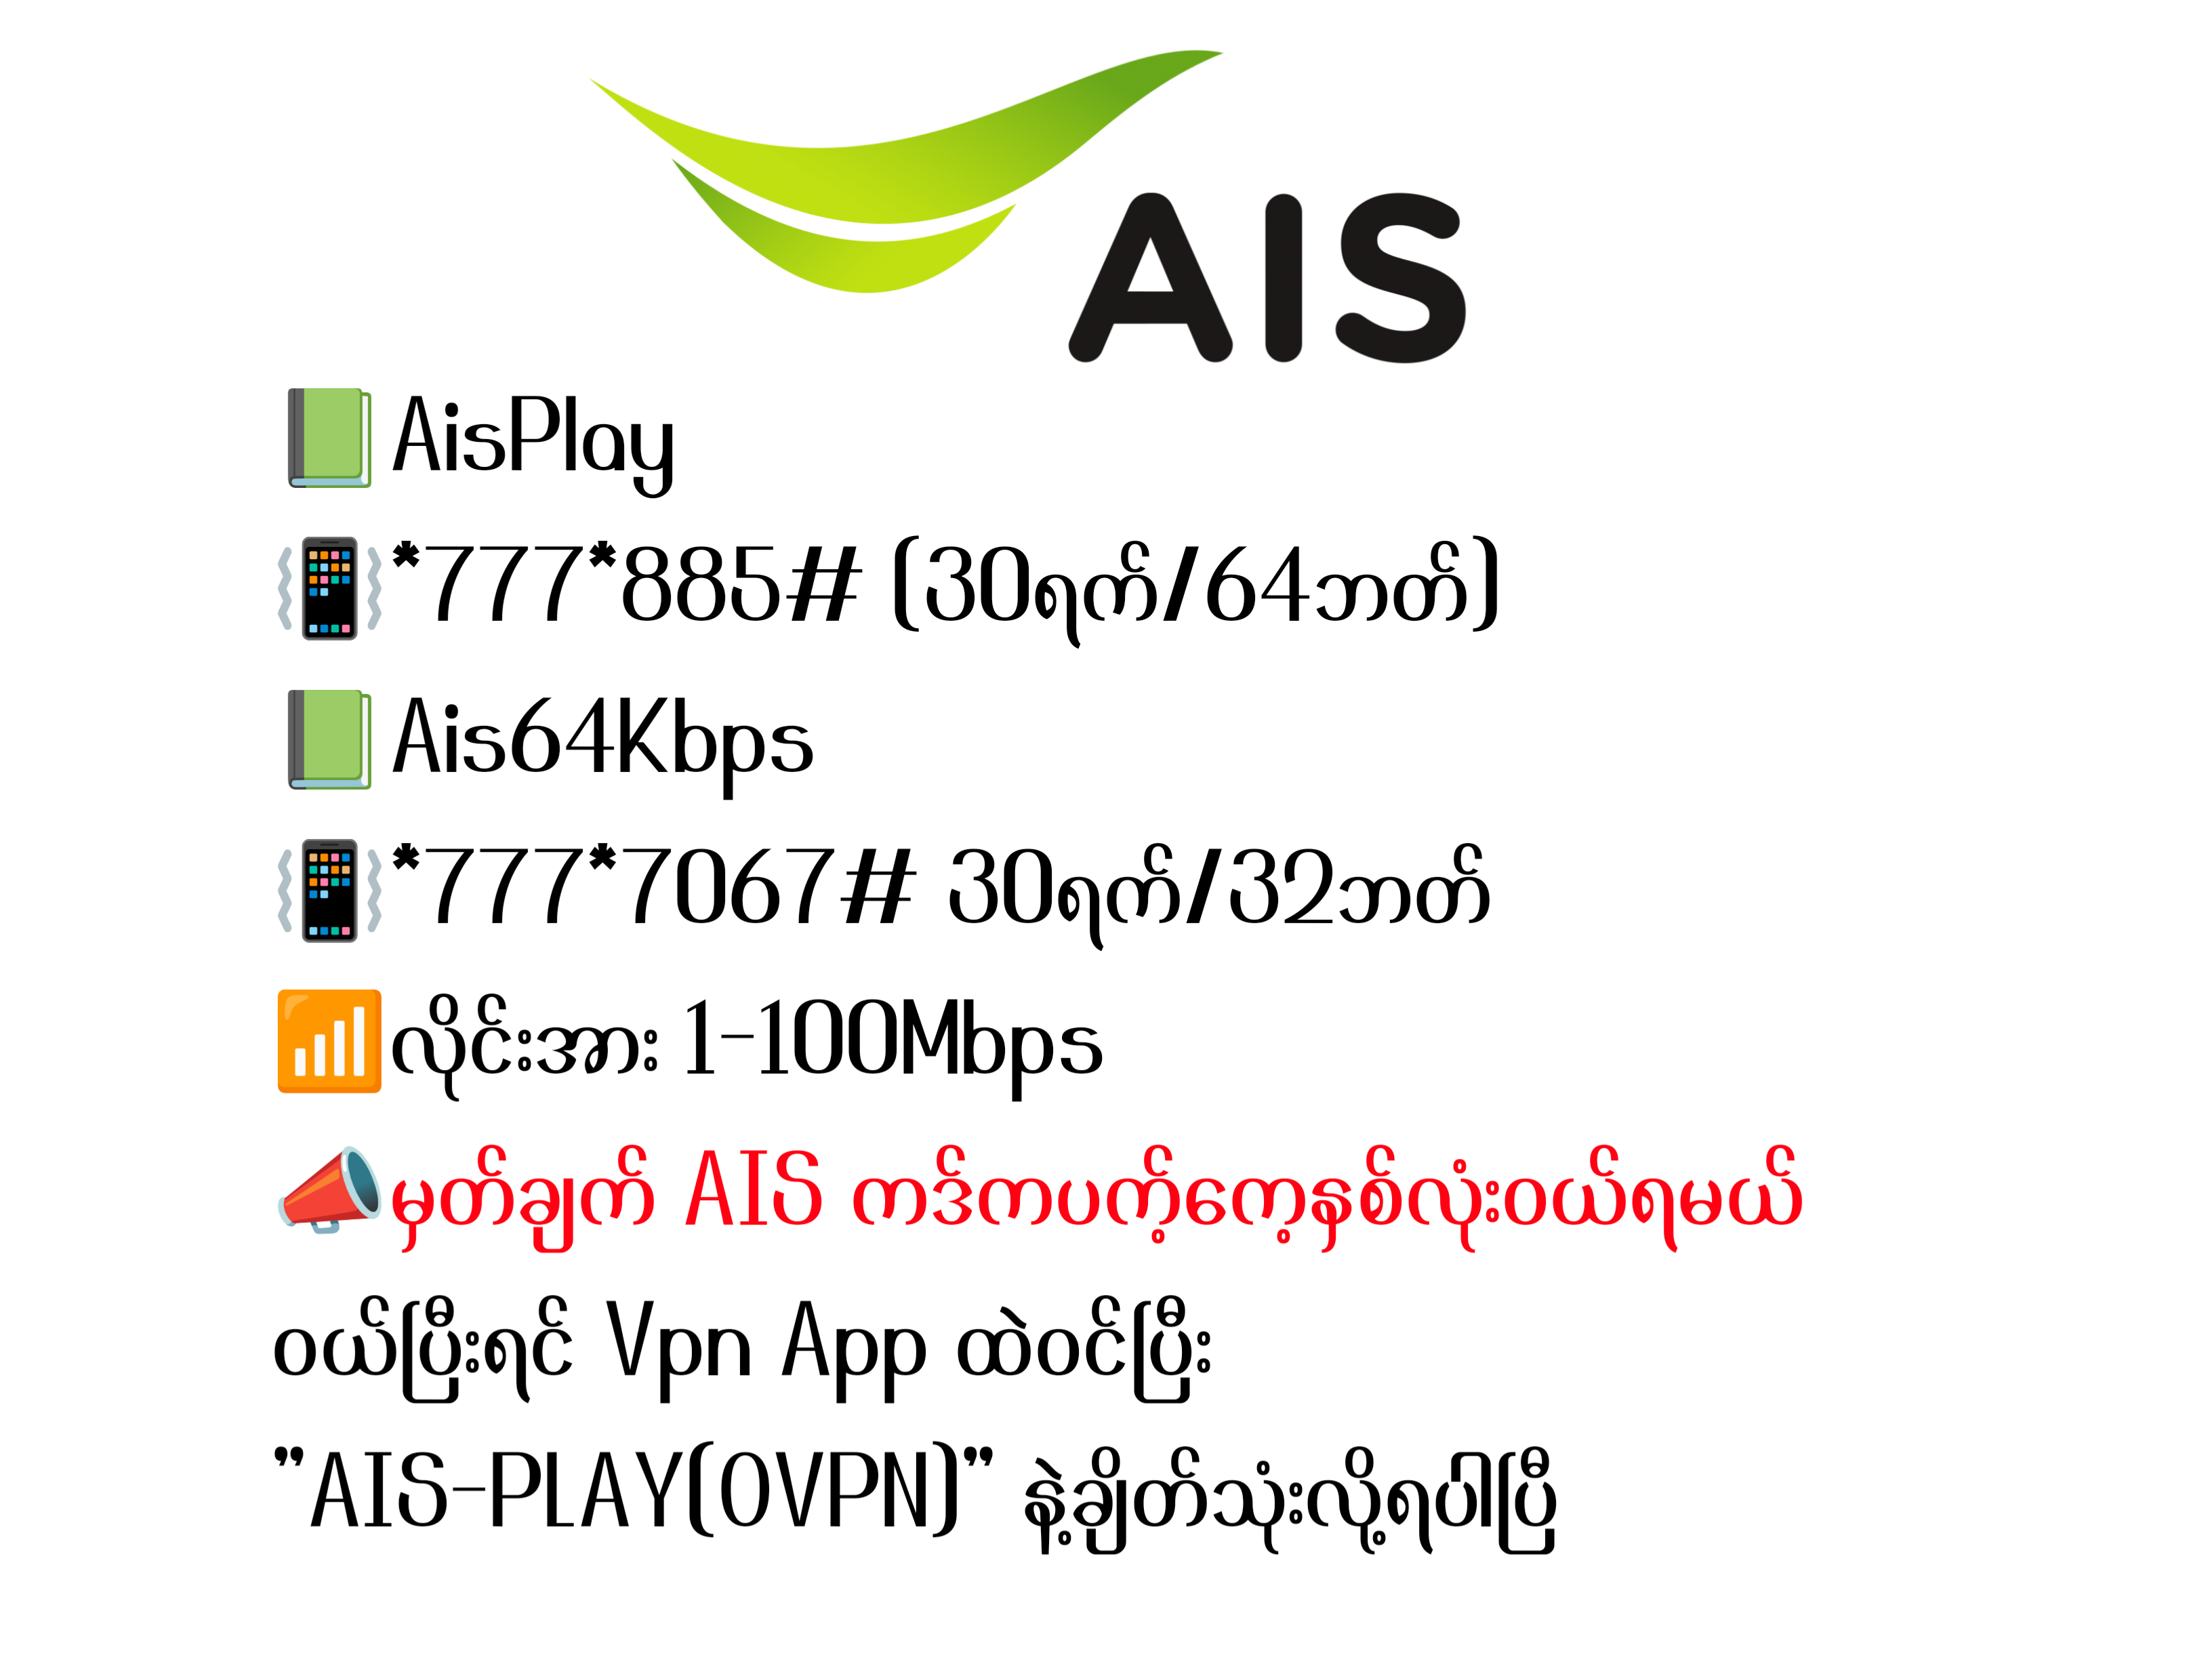 AIS
📗AisPlay
📳*777*885# (30ရက်/64ဘတ်)
📗Ais64Kbps
📳*777*7067# 30ရက်/32ဘတ်
📶လိုင်းအား 1-100Mbps
📣မှတ်ချက် AIS ကဒ်ကပက့်ကေ့နှစ်လုံးဝယ်ရမယ်
ဝယ်ပြီးရင် Vpn App ထဲဝင်ပြီး
"AIS-PLAY(OVPN)" နဲ့ချိတ်သုံးလို့ရပါပြီ